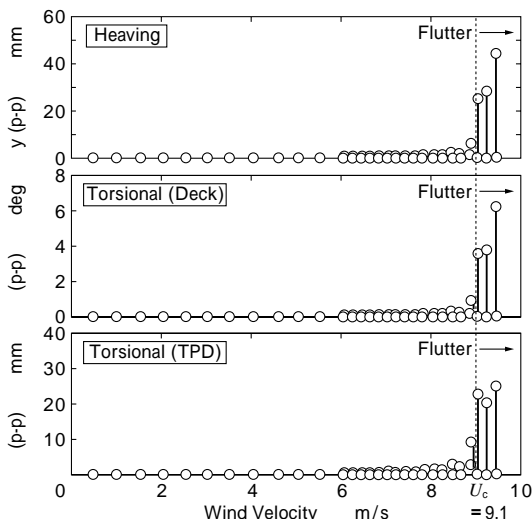 60
mm
Heaving
Flutter
40
20
y (p-p)
0
8
deg
Torsional (Deck)
Flutter
6
4
2
(p-p)
0
40
mm
Torsional (TPD)
Flutter
30
20
10
(p-p)
0 2 4 6 8 Uc 10
Wind Velocity m/s = 9.1